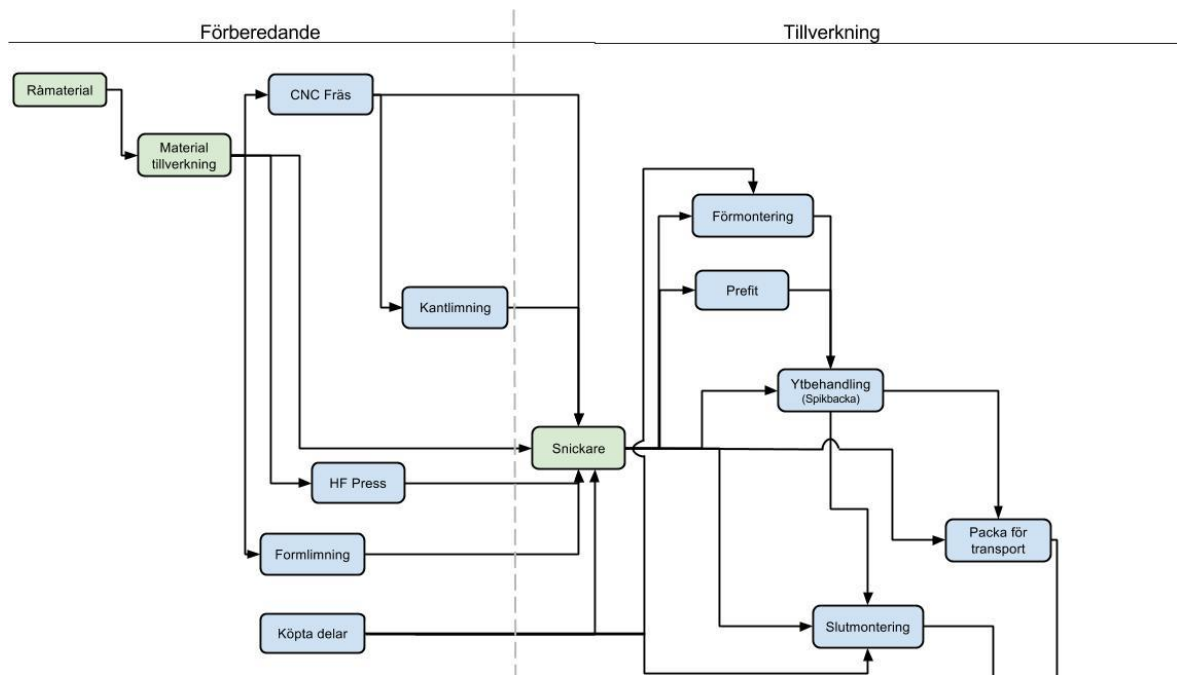 Förberedande
Tillverkning
Ràmaterial
CNC Fräs
Material
tillverkning
Förmontering
Prefit
Kantlimning
Ytbehandling
(Spikbacka)
Snickare
HF Press
Packa för
transport
Formlimning
Köpta delar
Slutmontering